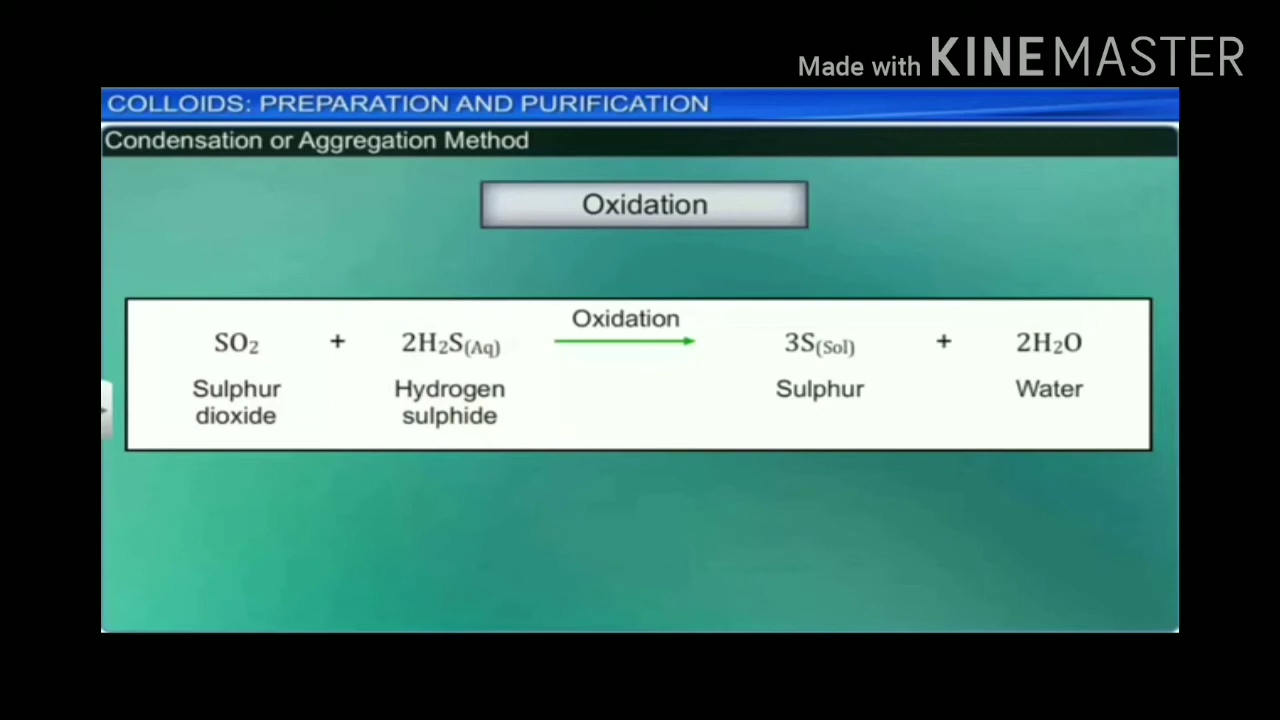 Made with KINEMASTER
COLLOIDS: PREPARATION AND PURIFICATION
Condensation or Aggregation Method
Oxidation
Oxidation
SO₂ + 2H₂S(Aq) 3S(Sol) + 2H₂O
Sulphur dioxide Hydrogen sulphide Sulphur Water